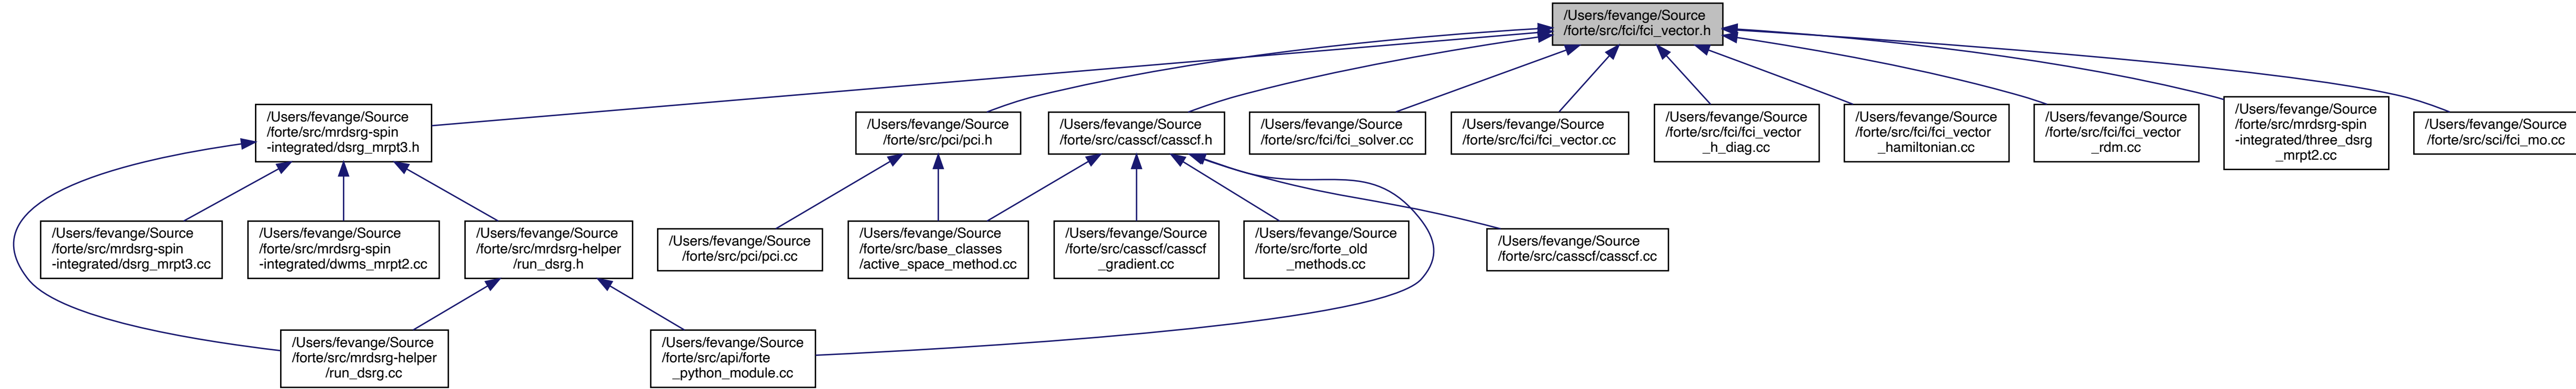 /Users/fevange/Source
/forte/src/fci/fci_vector.h
/Users/fevange/Source
/forte/src/mrdsrg-spin
-integrated/dsrg_mrpt3.h
/Users/fevange/Source
/forte/src/pci/pci.h
/Users/fevange/Source
/forte/src/casscf/casscf.h
/Users/fevange/Source
/forte/src/fci/fci_solver.cc
/Users/fevange/Source
/forte/src/fci/fci_vector.cc
/Users/fevange/Source
/forte/src/fci/fci_vector
_h_diag.cc
/Users/fevange/Source
/forte/src/fci/fci_vector
_hamiltonian.cc
/Users/fevange/Source
/forte/src/fci/fci_vector
_rdm.cc
/Users/fevange/Source
/forte/src/mrdsrg-spin
-integrated/three_dsrg
_mrpt2.cc
/Users/fevange/Source
/forte/src/sci/fci_mo.cc
/Users/fevange/Source
/forte/src/mrdsrg-spin
-integrated/dsrg_mrpt3.cc
/Users/fevange/Source
/forte/src/mrdsrg-spin
-integrated/dwms_mrpt2.cc
/Users/fevange/Source
/forte/src/mrdsrg-helper
/run_dsrg.h
/Users/fevange/Source
/forte/src/pci/pci.cc
/Users/fevange/Source
/forte/src/base_classes
/active_space_method.cc
/Users/fevange/Source
/forte/src/casscf/casscf
_gradient.cc
/Users/fevange/Source
/forte/src/forte_old
_methods.cc
/Users/fevange/Source
/forte/src/casscf/casscf.cc
/Users/fevange/Source
/forte/src/mrdsrg-helper
/run_dsrg.cc
/Users/fevange/Source
/forte/src/api/forte
_python_module.cc